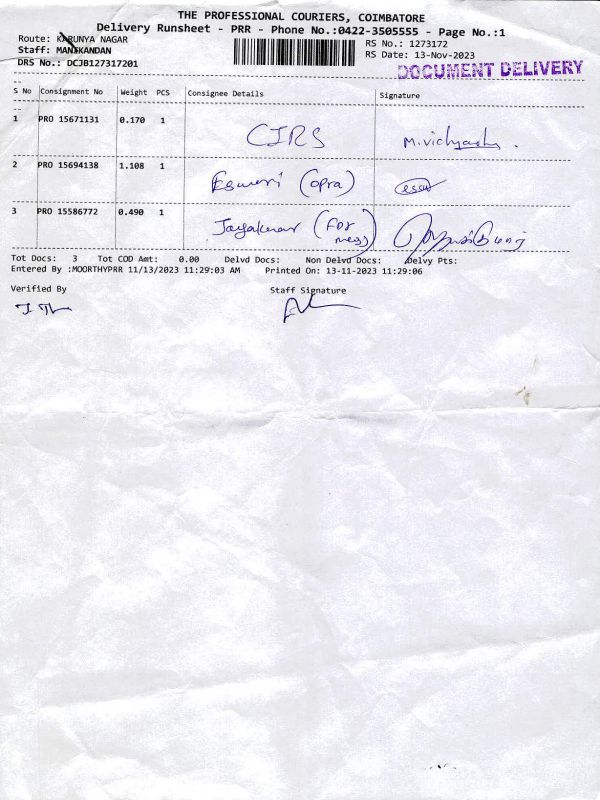 THE PROFESSIONAL COURIERS, COIMBATORE
Delivery Runsheet - PRR - Phone No.:0422-3505555 - Page No.:1
Route: KARUNYA NAGAR
RS No.: 1273172
Staff: MANIKANDAN
RS Date: 13-Nov-2023
DRS No.: DCJB127317201
DOCUMENT DELIVERY
S No Consignment No Weight PCS Consignee Details Signature
1 PRO 15671131 0.170 1 CIRS
2 PRO 15694138 1.108 1 Eswari (opra)
3 PRO 15586772 0.490 1 Jayakumar (For mess)
Tot Docs: 3 Tot COD Amt: 0.00 Delvd Docs: Non Delvd Docs: Delvy Pts:
Entered By :MOORTHYPRR 11/13/2023 11:29:03 AM Printed On: 13-11-2023 11:29:06
Verified By Staff Signature